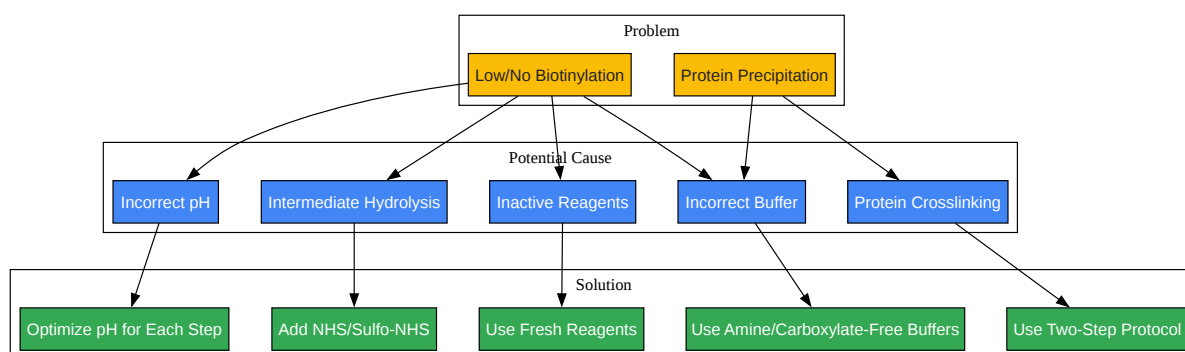 Problem
Low/No Biotinylation
Protein Precipitation
Potential Cause
Incorrect pH
Intermediate Hydrolysis
Inactive Reagents
Incorrect Buffer
Protein Crosslinking
Solution
Optimize pH for Each Step
Add NHS/Sulfo-NHS
Use Fresh Reagents
Use Amine/Carboxylate-Free Buffers
Use Two-Step Protocol